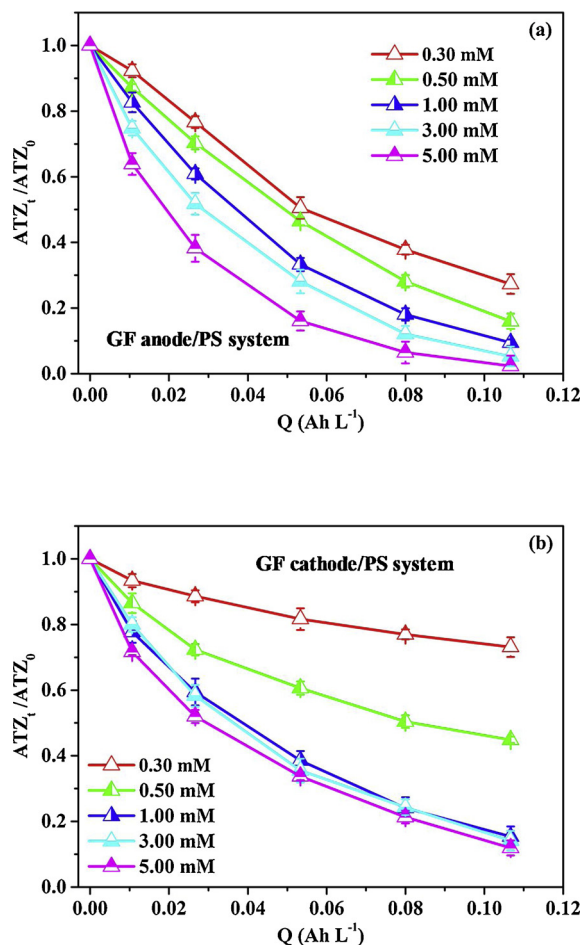 (a)
1.0
0.8
0.6
0.4
0.2
0.0
ATZt /ATZ0
0.30 mM
0.50 mM
1.00 mM
3.00 mM
5.00 mM
GF anode/PS system
0.00 0.02 0.04 0.06 0.08 0.10 0.12
Q (Ah L-1)
(b)
GF cathode/PS system
1.0
0.8
0.6
0.4
0.2
0.0
ATZt /ATZ0
0.30 mM
0.50 mM
1.00 mM
3.00 mM
5.00 mM
0.00 0.02 0.04 0.06 0.08 0.10 0.12
Q (Ah L-1)